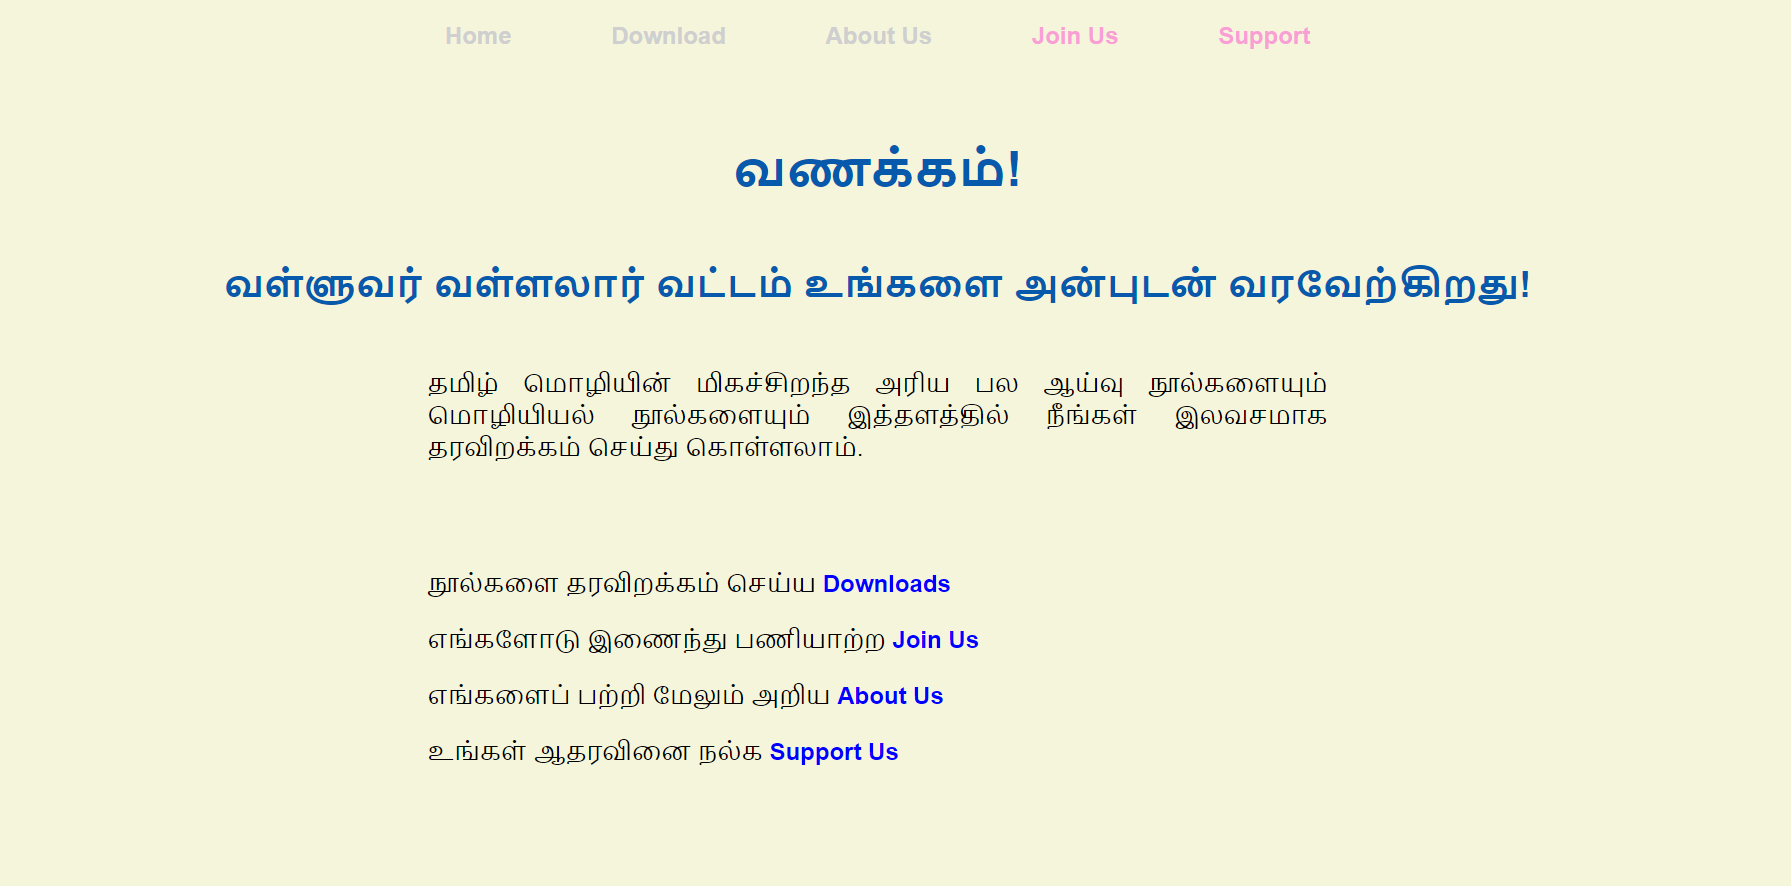 Home Download About Us Join Us Support
வணக்கம்!
வள்ளுவர் வள்ளலார் வட்டம் உங்களை அன்புடன் வரவேற்கிறது!
தமிழ் மொழியின் மிகச்சிறந்த அரிய பல ஆய்வு நூல்களையும்
மொழியியல் நூல்களையும் இத்தளத்தில் நீங்கள் இலவசமாக
தரவிறக்கம் செய்து கொள்ளலாம்.
நூல்களை தரவிறக்கம் செய்ய Downloads
எங்களோடு இணைந்து பணியாற்ற Join Us
எங்களைப் பற்றி மேலும் அறிய About Us
உங்கள் ஆதரவினை நல்க Support Us